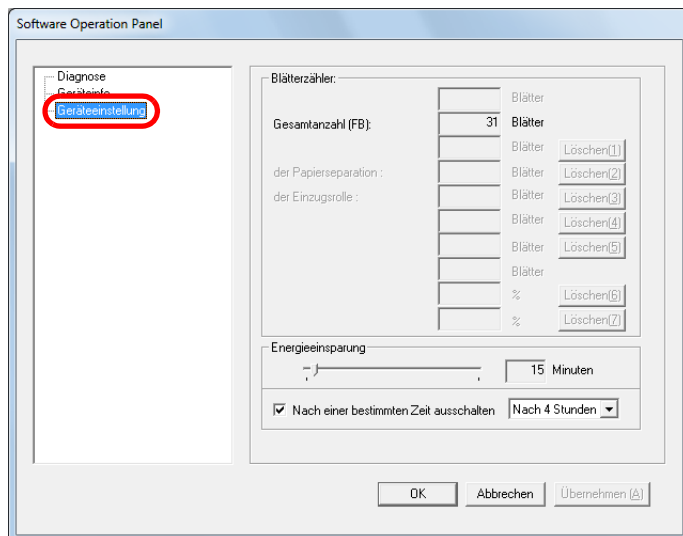 Software Operation Panel
Diagnose
Geräteinfo
Geräteeinstellung
Blätterzähler:
Blätter
Gesamtanzahl (FB): 31 Blätter
Blätter Löschen(1)
der Papierseparation : Blätter Löschen(2)
der Einzugsrolle : Blätter Löschen(3)
Blätter Löschen(4)
Blätter Löschen(5)
Blätter
% Löschen(6)
% Löschen(7)
Energieeinsparung
15 Minuten
Nach einer bestimmten Zeit ausschalten Nach 4 Stunden
OK Abbrechen Übernehmen (A)